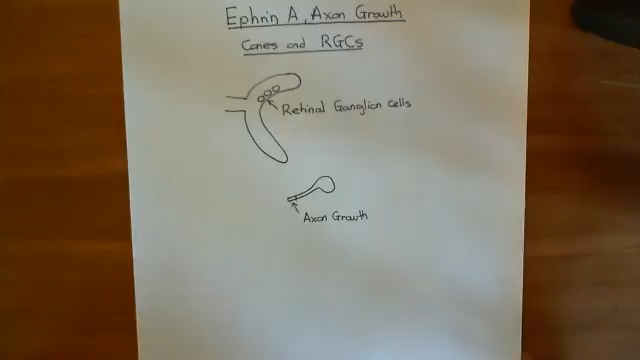 Ephrin A, Axon Growth
Cones and RGCs
Retinal Ganglion cells
Axon Growth